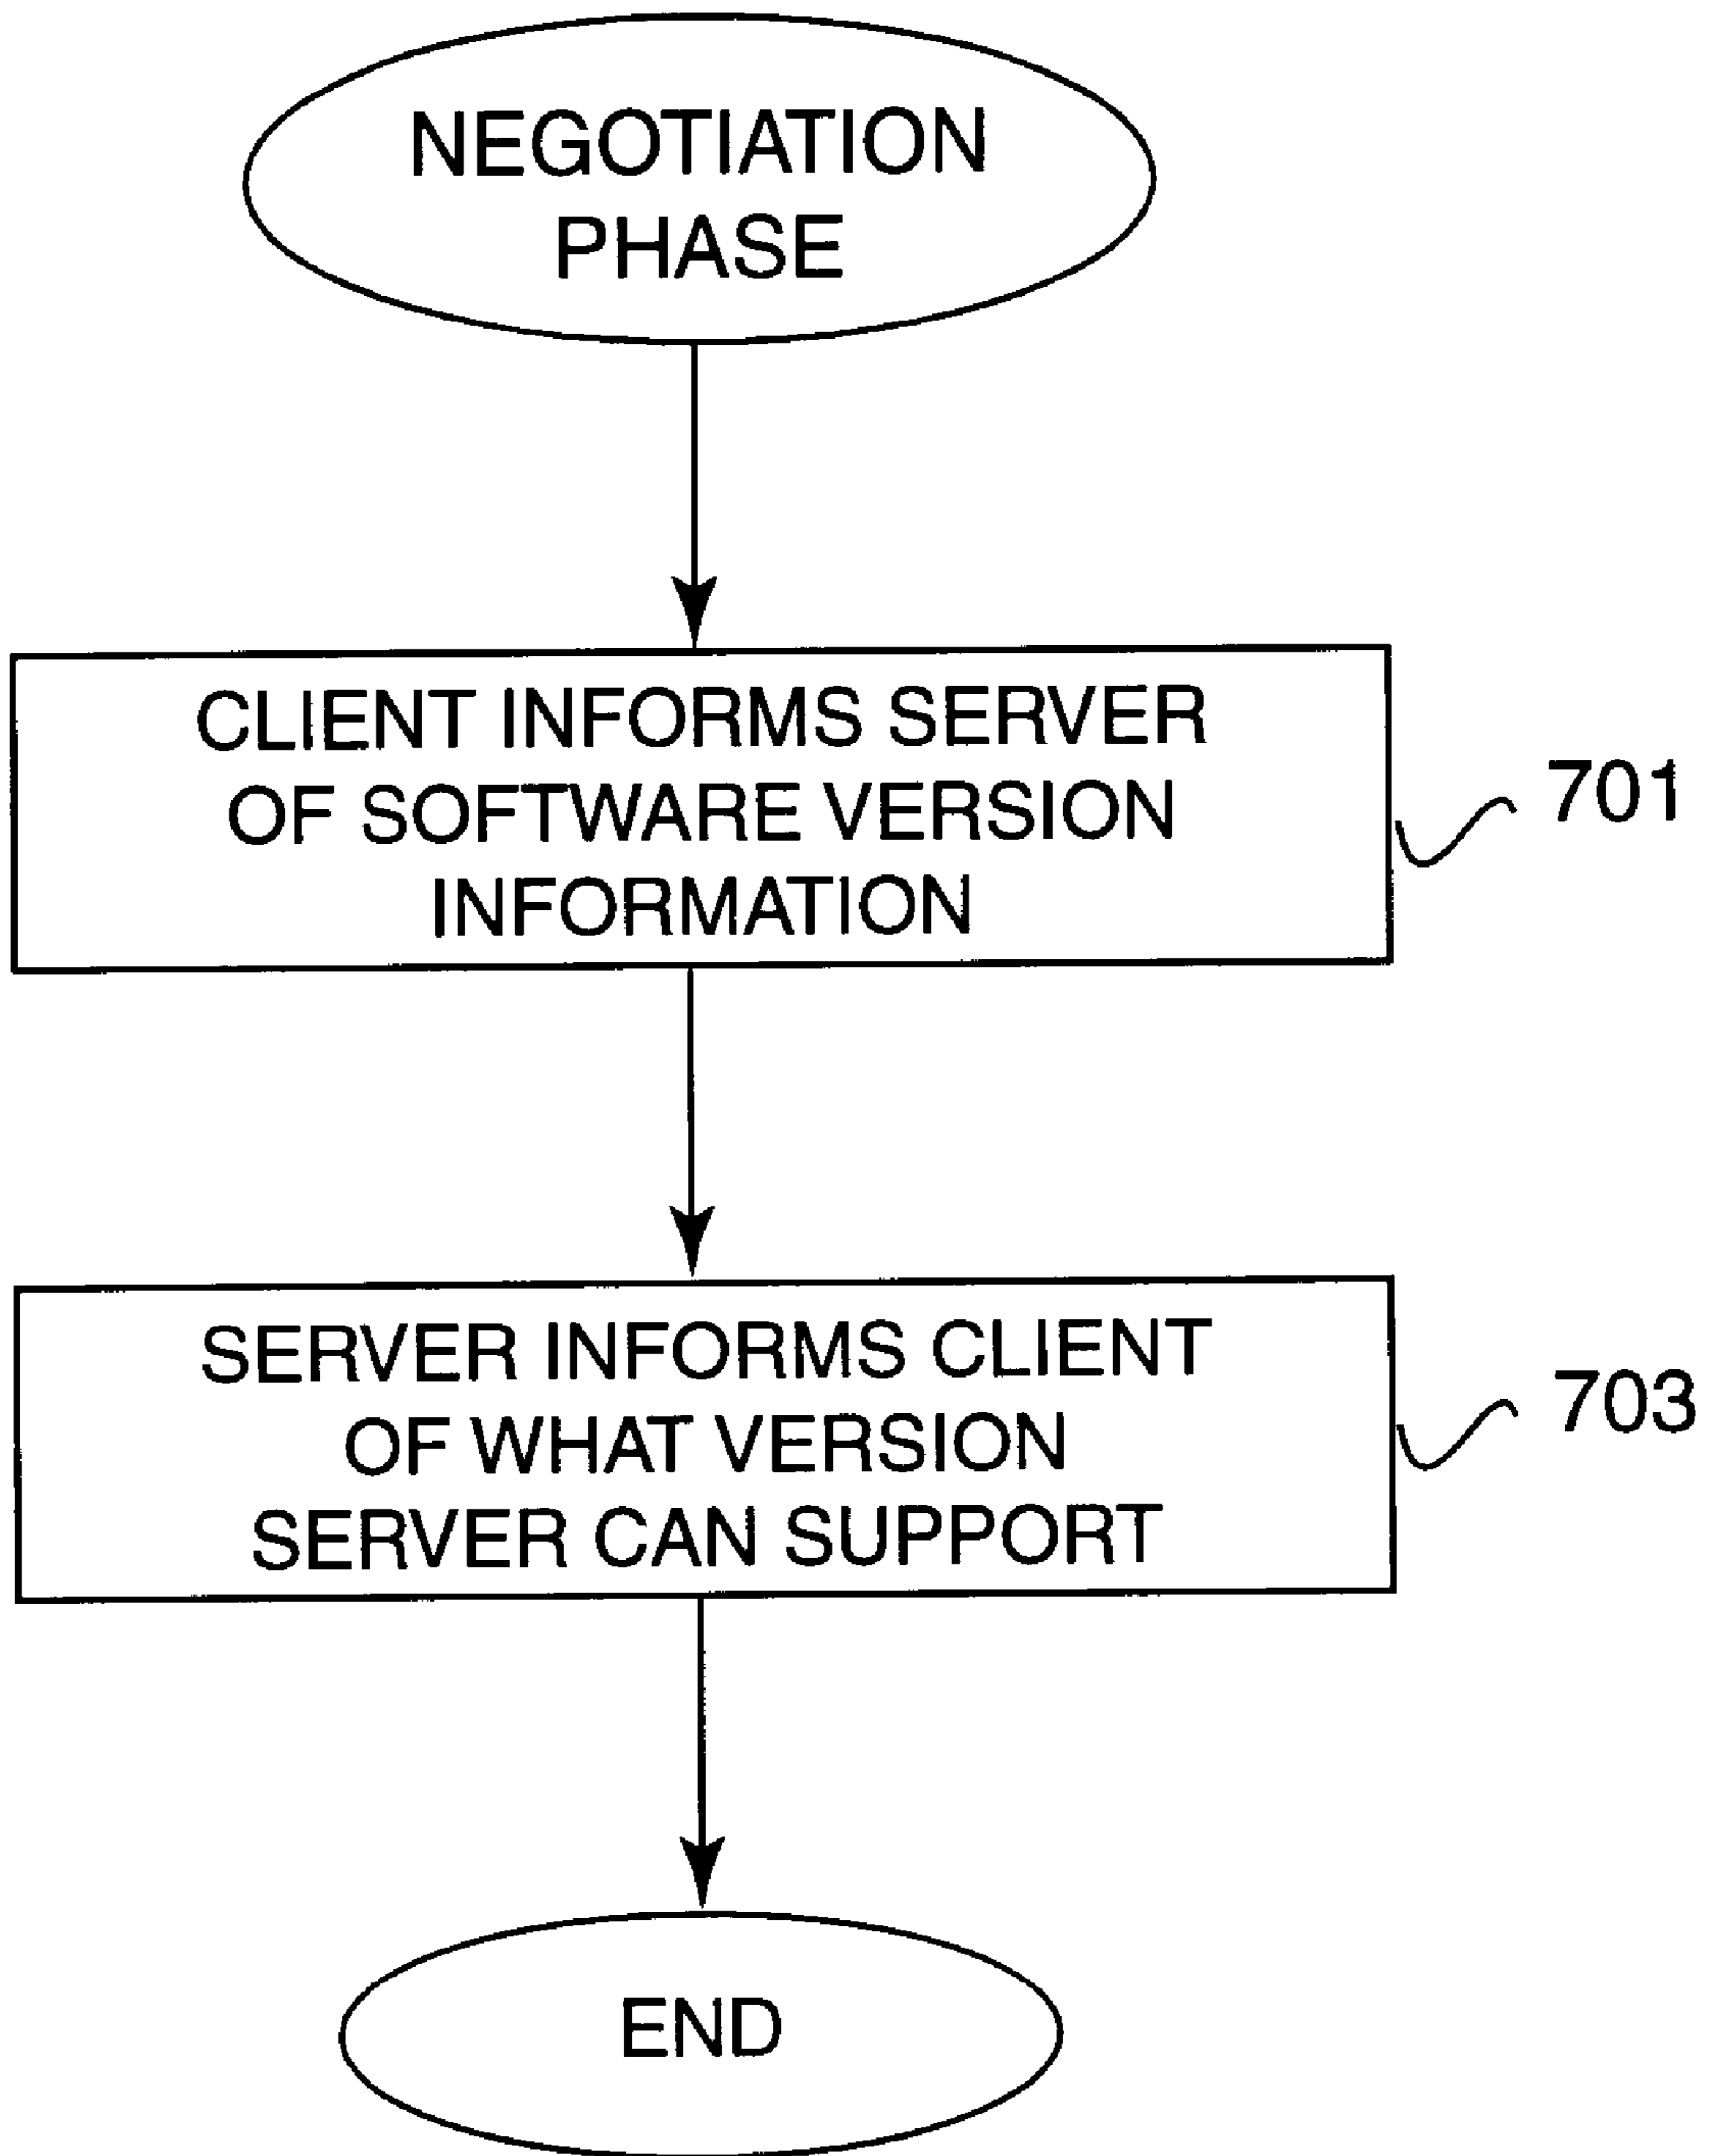 NEGOTIATION
PHASE
CLIENT INFORMS SERVER
OF SOFTWARE VERSION
INFORMATION
701
SERVER INFORMS CLIENT
OF WHAT VERSION
SERVER CAN SUPPORT
703
END